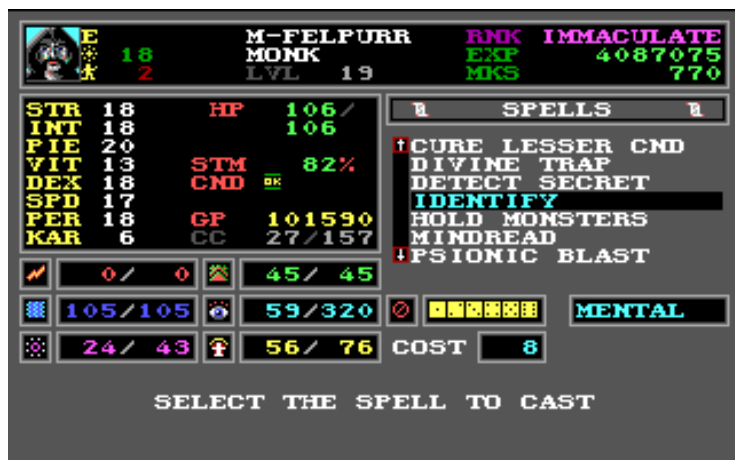 E M-FELPURR RNK IMMACULATE
18 MONK EXP 4087075
2 LVL 19 MKS 770
STR 18 HP 106/
INT 18 106
PIE 20
VIT 13 STM 82%
DEX 18 CND OK
SPD 17
PER 18 GP 101590
KAR 6 CC 27/157
SPELLS
CURE LESSER CND
DIVINE TRAP
DETECT SECRET
IDENTIFY
HOLD MONSTERS
MINDREAD
PSIONIC BLAST
0/ 0 45/ 45
105/105 59/320 MENTAL
24/ 43 56/ 76 COST 8
SELECT THE SPELL TO CAST